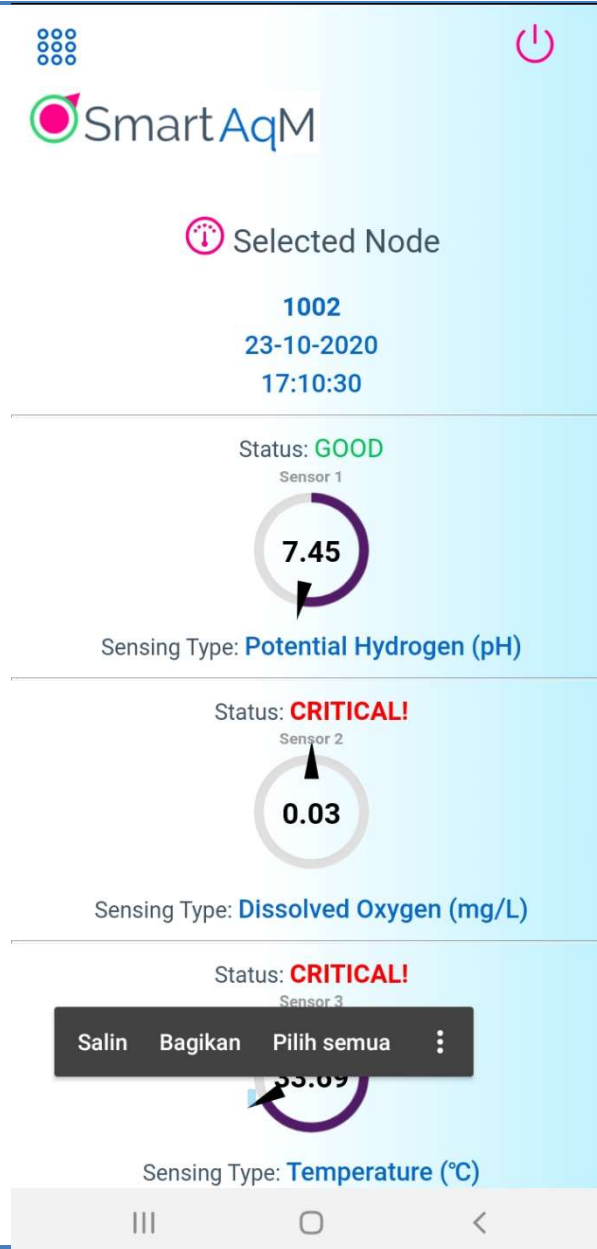 SmartAqM
Selected Node
1002
23-10-2020
17:10:30
Status: GOOD
Sensor 1
7.45
Sensing Type: Potential Hydrogen (pH)
Status: CRITICAL!
Sensor 2
0.03
Sensing Type: Dissolved Oxygen (mg/L)
Status: CRITICAL!
Sensor 3
Salin Bagikan Pilih semua
33.69
Sensing Type: Temperature (℃)